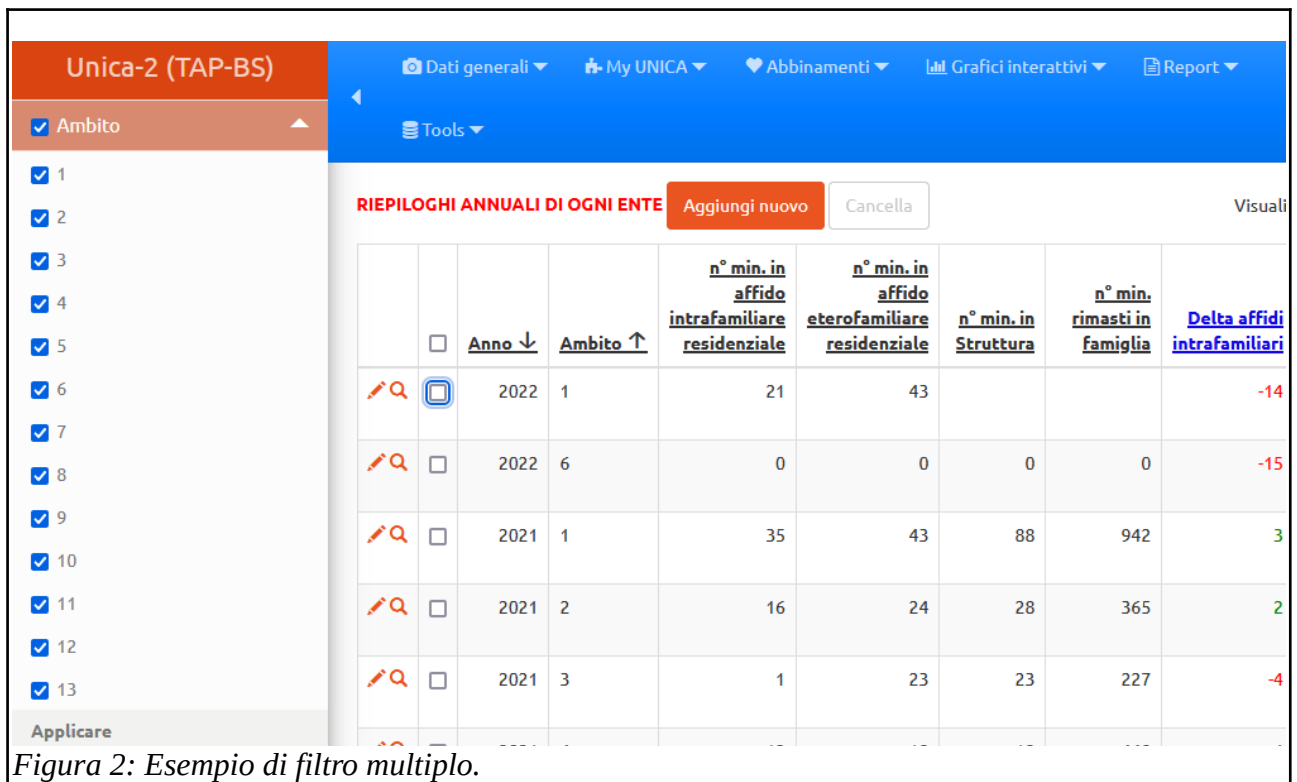 Unica-2 (TAP-BS)
Dati generali My UNICA Abbinamenti Grafici interattivi Report
Tools
Ambito
1
2
3
4
5
6
7
8
9
10
11
12
13
Applicare
RIEPILOGHI ANNUALI DI OGNI ENTE Aggiungi nuovo Cancella Visuali
Anno ↓
Ambito ↑
n° min. in
affido
intrafamiliare
residenziale
n° min. in
affido
eterofamiliare
residenziale
n° min. in
Struttura
n° min.
rimasti in
famiglia
Delta affidi
intrafamiliari
2022 1 21 43 -14
2022 6 0 0 0 0 -15
2021 1 35 43 88 942 3
2021 2 16 24 28 365 2
2021 3 1 23 23 227 -4
Figura 2: Esempio di filtro multiplo.